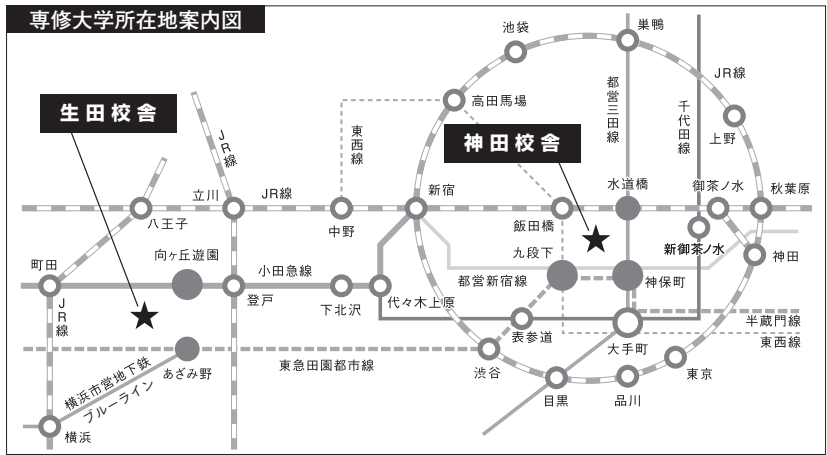 専修大学所在地案内図
池袋
巣鴨
JR線
高田馬場
都営三田線
千代田線
上野
生田校舎
神田校舎
JR線
東西線
立川
JR線
新宿
水道橋
御茶ノ水
秋葉原
八王子
中野
飯田橋
新御茶ノ水
神田
町田
向ヶ丘遊園
小田急線
九段下
都営新宿線
神保町
JR線
登戸
下北沢
代々木上原
表参道
大手町
半蔵門線
東西線
東急田園都市線
あざみ野
渋谷
横浜市営地下鉄
ブルーライン
目黒
品川
東京
横浜